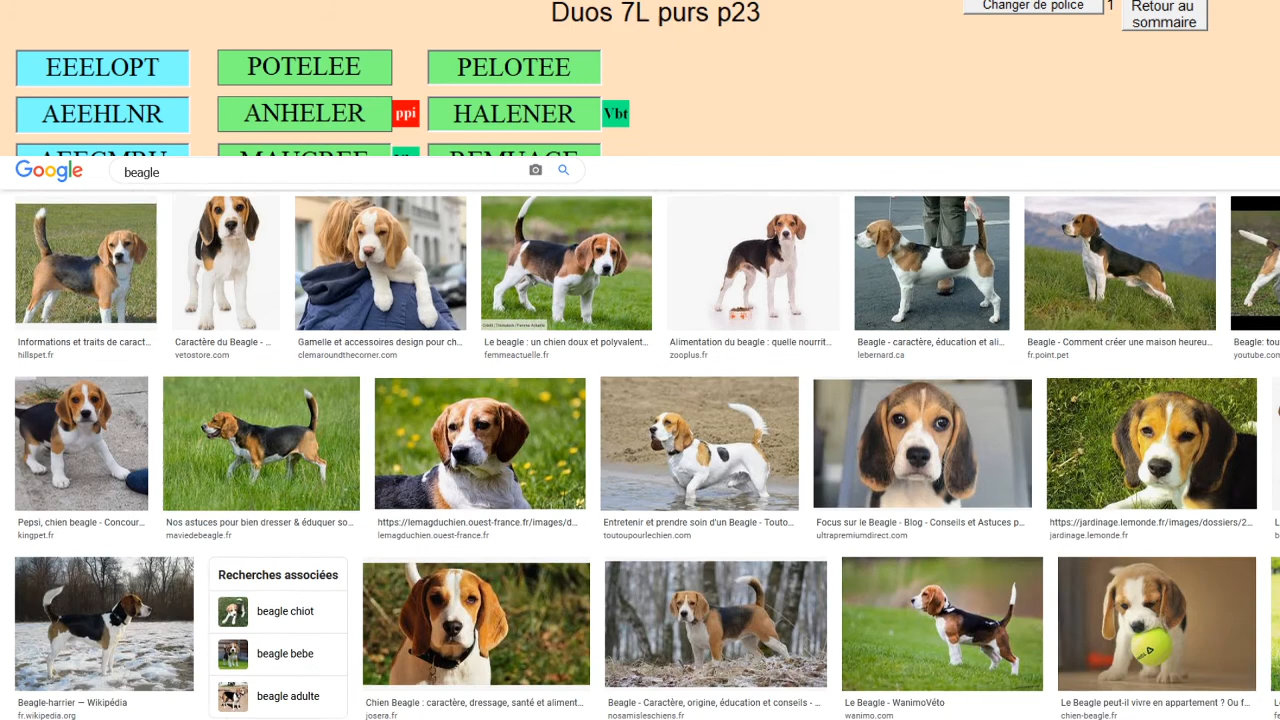 Duos 7L purs p23
Changer de police
1
Retour au
sommaire
EEELOPT
POTELEE
PELOTEE
AEEHLNR
ANHELER
ppi
HALENER
Vbt
Google
beagle
Informations et traits de caract...
hillspet.fr
Caractère du Beagle - ...
vetostore.com
Gamelle et accessoires design pour ch...
clemaroundthecorner.com
Le beagle : un chien doux et polyvalent...
femmeactuelle.fr
Alimentation du beagle : quelle nourrit...
zooplus.fr
Beagle - caractère, éducation et ali...
lebernard.ca
Beagle - Comment créer une maison heureu...
fr.point.pet
Beagle: tou
youtube.com
Pepsi, chien beagle - Concour...
kingpet.fr
Nos astuces pour bien dresser & éduquer so...
maviedebeagle.fr
https://lemagduchien.ouest-france.fr/images/d...
lemagduchien.ouest-france.fr
Entretenir et prendre soin d'un Beagle - Touto...
toutoupourlechien.com
Focus sur le Beagle - Blog - Conseils et Astuces p...
ultrapremiumdirect.com
https://jardinage.lemonde.fr/images/dossiers/2...
jardinage.lemonde.fr
Beagle-harrier — Wikipédia
fr.wikipedia.org
Recherches associées
beagle chiot
beagle bebe
beagle adulte
Chien Beagle : caractère, dressage, santé et aliment...
josera.fr
Beagle - Caractère, origine, éducation et conseils - ...
nosamisleschiens.fr
Le Beagle - WanimoVéto
wanimo.com
Le Beagle peut-il vivre en appartement ? Ou f...
chien-beagle.fr